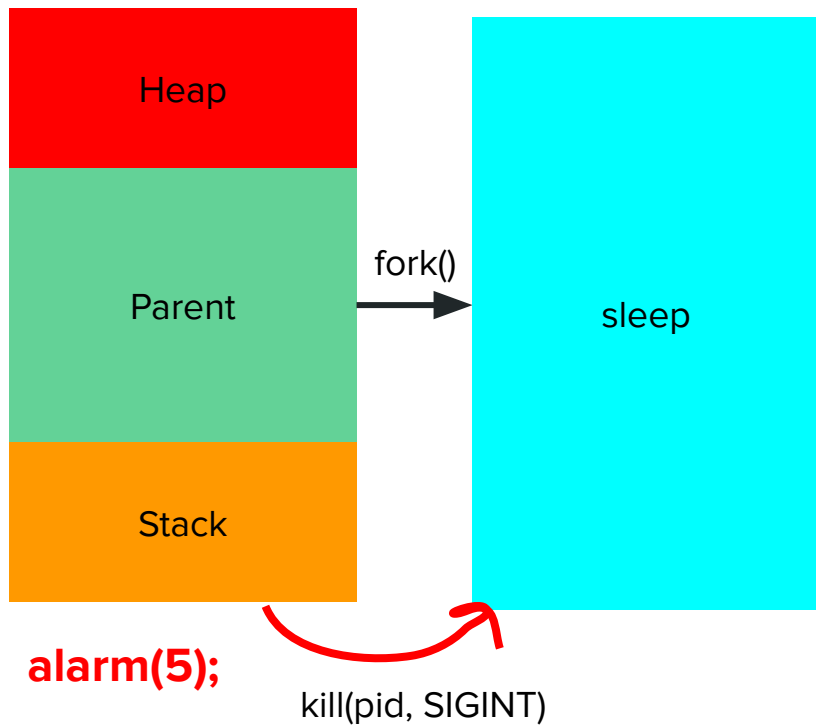 Heap
fork()
Parent
sleep
Stack
alarm(5);
kill(pid, SIGINT)